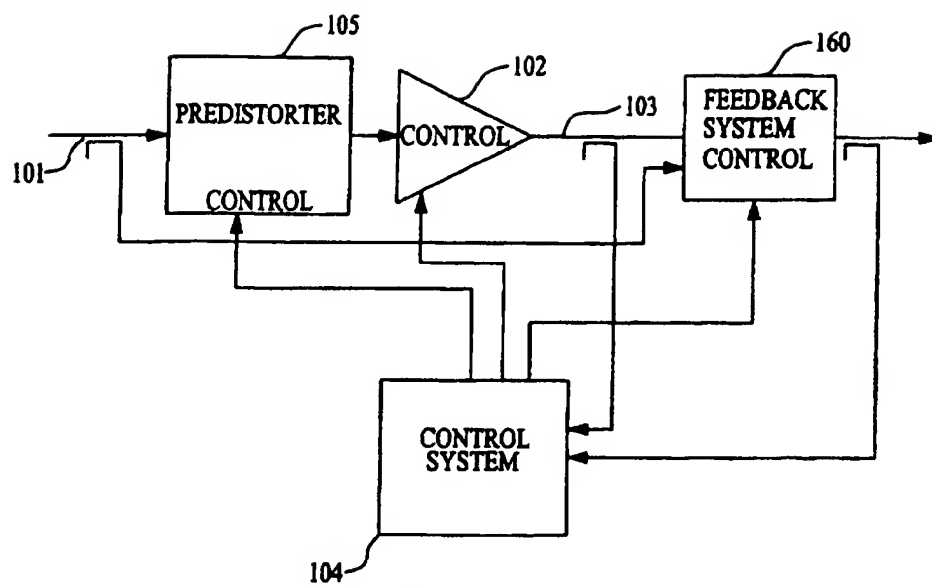 105
PREDISTORTER
CONTROL
101
102
CONTROL
103
160
FEEDBACK
SYSTEM
CONTROL
CONTROL
SYSTEM
104